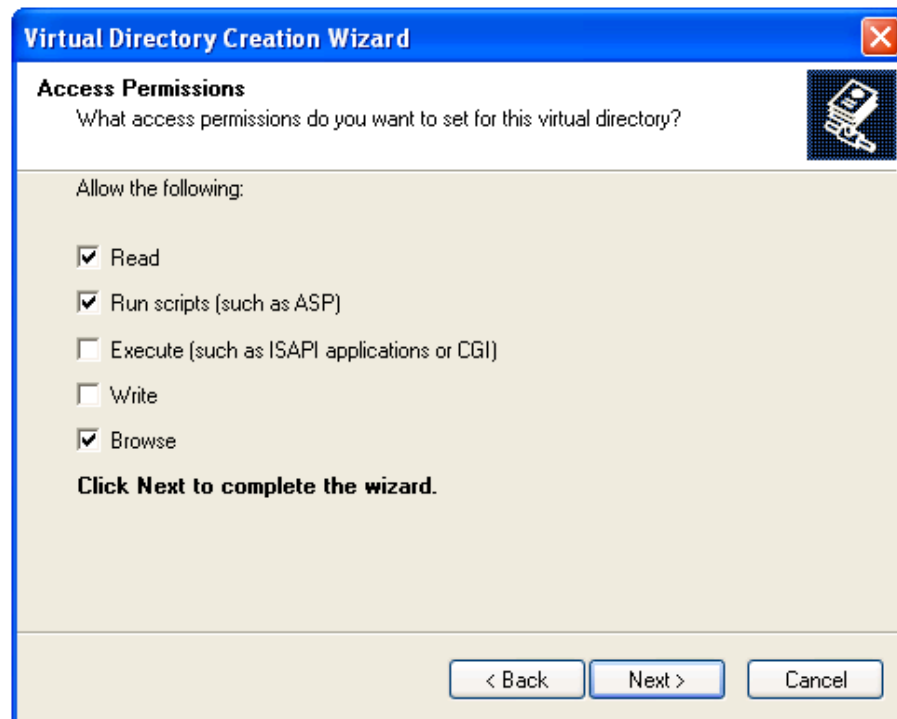 Virtual Directory Creation Wizard
Access Permissions
What access permissions do you want to set for this virtual directory?
Allow the following:
Read
Run scripts (such as ASP)
Execute (such as ISAPI applications or CGI)
Write
Browse
Click Next to complete the wizard.
< Back Next > Cancel